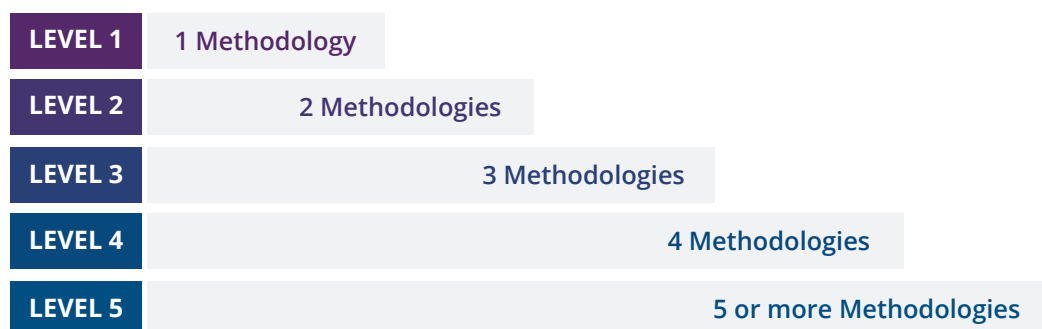 LEVEL 1 1 Methodology
LEVEL 2 2 Methodologies
LEVEL 3 3 Methodologies
LEVEL 4 4 Methodologies
LEVEL 5 5 or more Methodologies